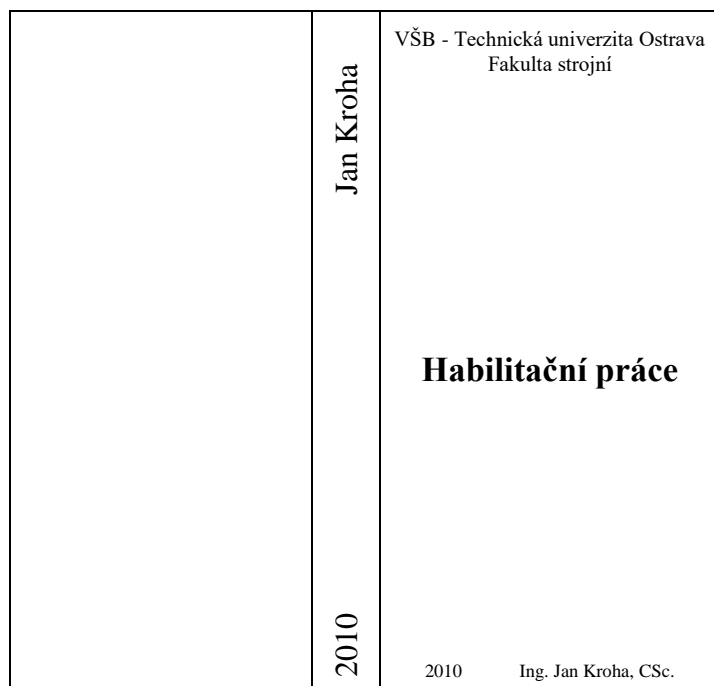 Jan Kroha
2010
VŠB - Technická univerzita Ostrava
Fakulta strojní
Habilitační práce
2010 Ing. Jan Kroha, CSc.